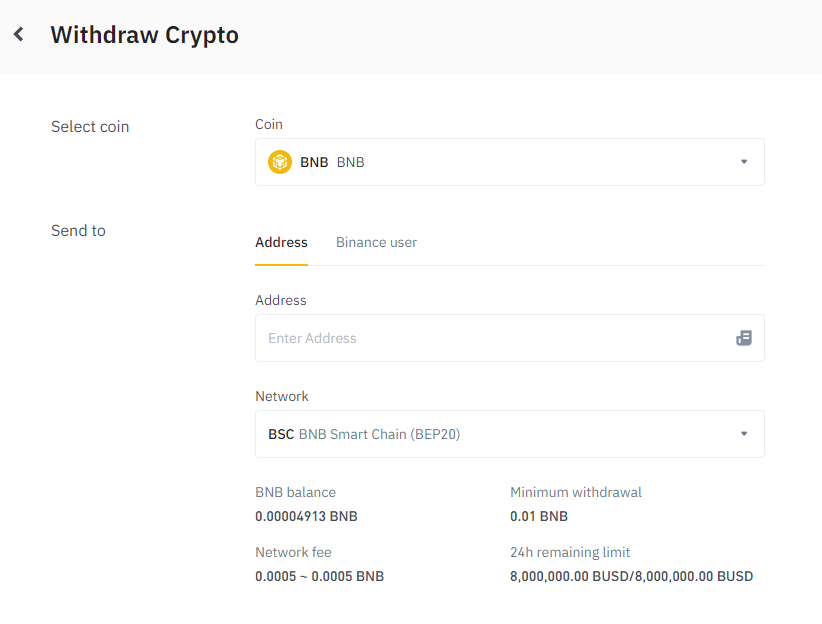 Withdraw Crypto
Select coin
Coin
BNB BNB
Send to
Address Binance user
Address
Enter Address
Network
BSC BNB Smart Chain (BEP20)
BNB balance Minimum withdrawal
0.00004913 BNB 0.01 BNB
Network fee 24h remaining limit
0.0005 ~ 0.0005 BNB 8,000,000.00 BUSD/8,000,000.00 BUSD